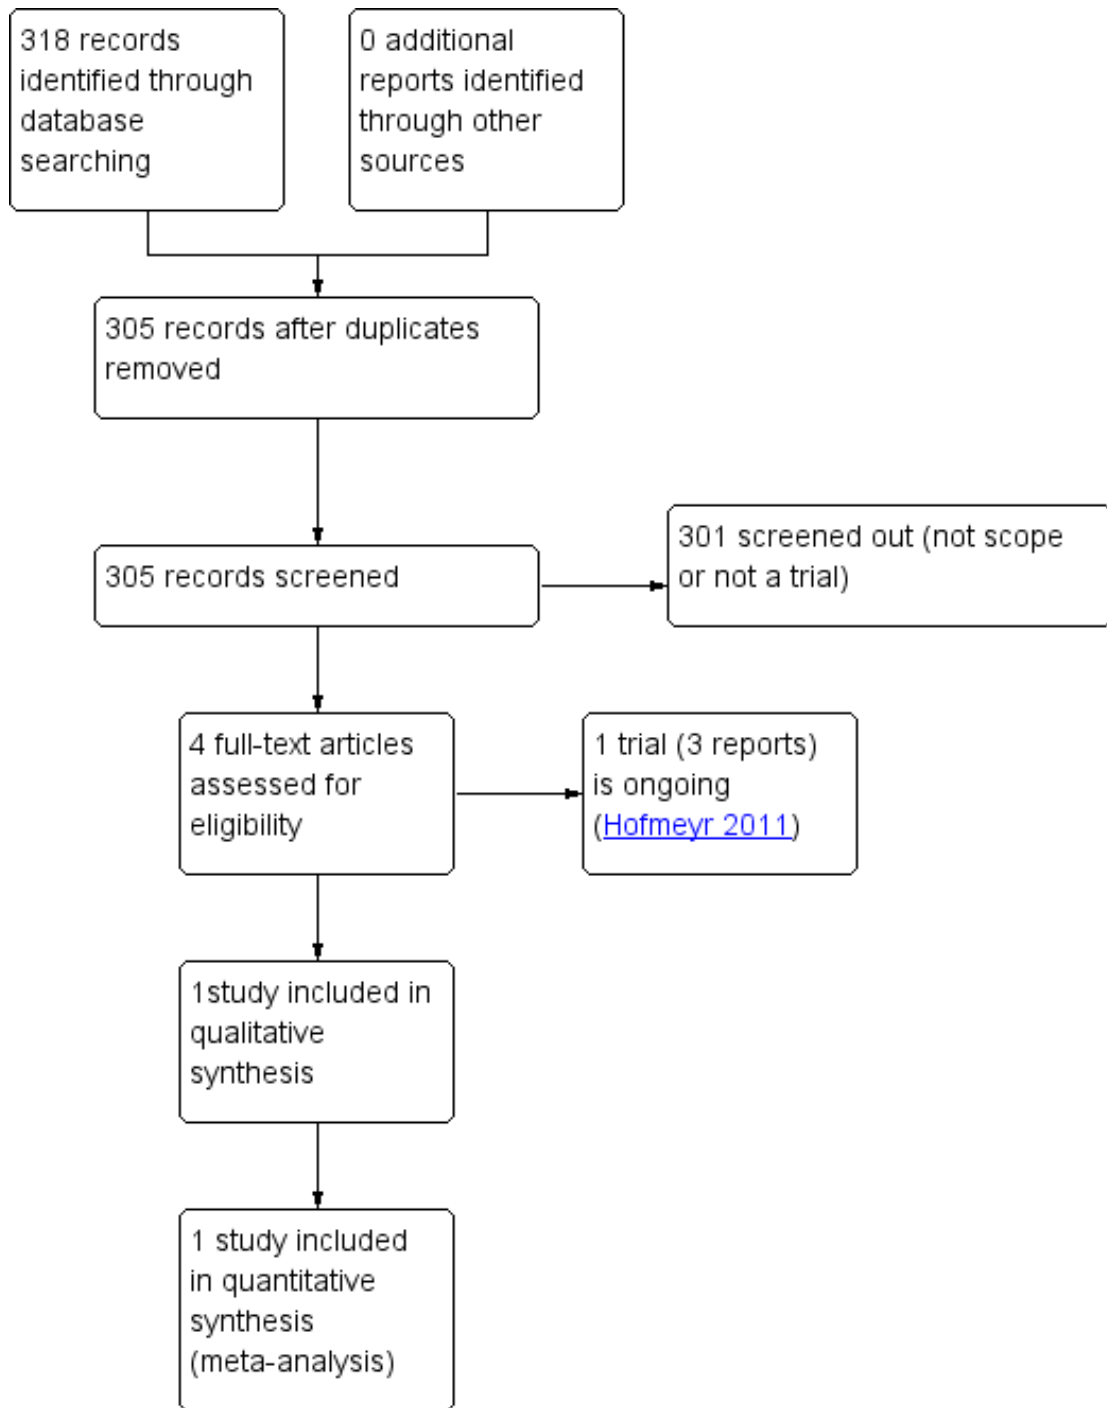 318 records
identified through
database
searching
0 additional
reports identified
through other
sources
305 records after duplicates
removed
305 records screened
301 screened out (not scope
or not a trial)
4 full-text articles
assessed for
eligibility
1 trial (3 reports)
is ongoing
(Hofmeyr 2011)
1study included in
qualitative
synthesis
1 study included
in quantitative
synthesis
(meta-analysis)